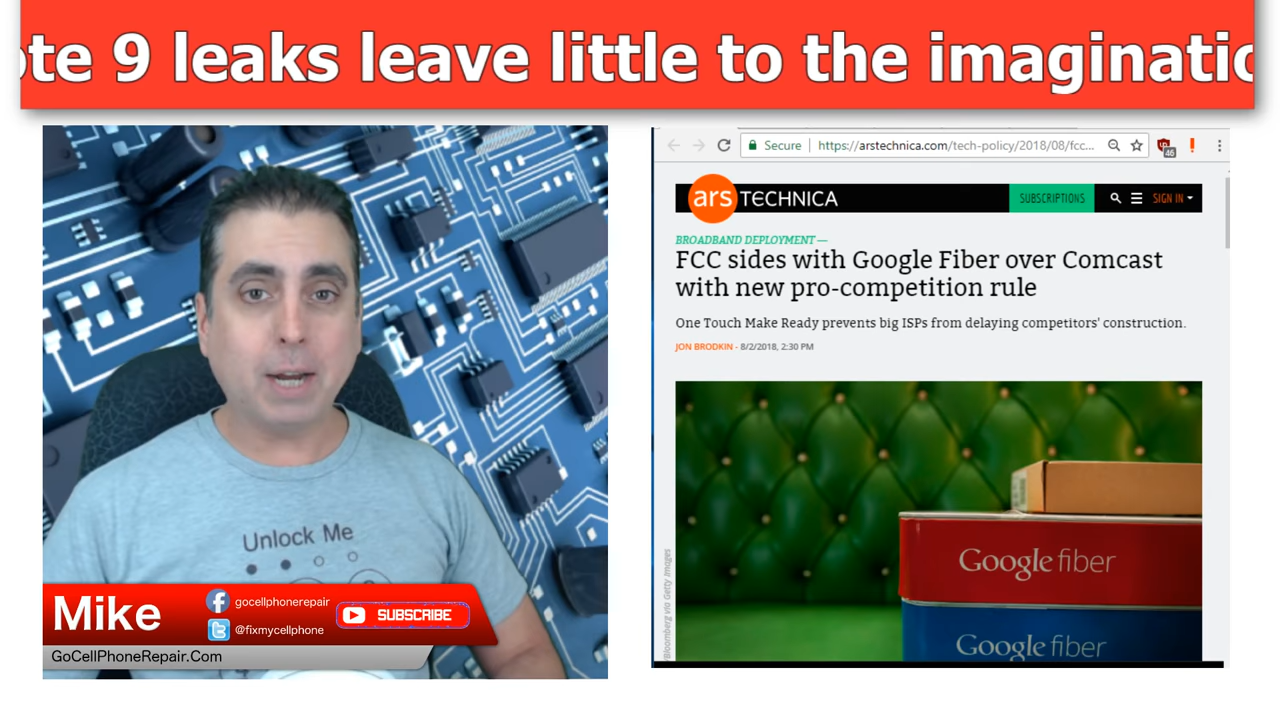 ote 9 leaks leave little to the imaginatio
Unlock Me
Mike
gocellphonerepair
@fixmycellphone
SUBSCRIBE
GoCellPhoneRepair.Com
Secure
https://arstechnica.com/tech-policy/2018/08/fcc...
46
ars TECHNICA
SUBSCRIPTIONS
SIGN IN
BROADBAND DEPLOYMENT —
FCC sides with Google Fiber over Comcast
with new pro-competition rule
One Touch Make Ready prevents big ISPs from delaying competitors' construction.
JON BRODKIN - 8/2/2018, 2:30 PM
Google fiber
Google fiber
/Bloomberg via Getty Images